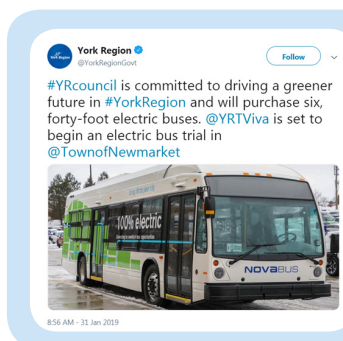 York Region
@YorkRegionGovt
Follow
#YRcouncil is committed to driving a greener
future in #YorkRegion and will purchase six,
forty-foot electric buses. @YRTViva is set to
begin an electric bus trial in
@TownofNewmarket
100% electric
NOVABUS
8:56 AM - 31 Jan 2019